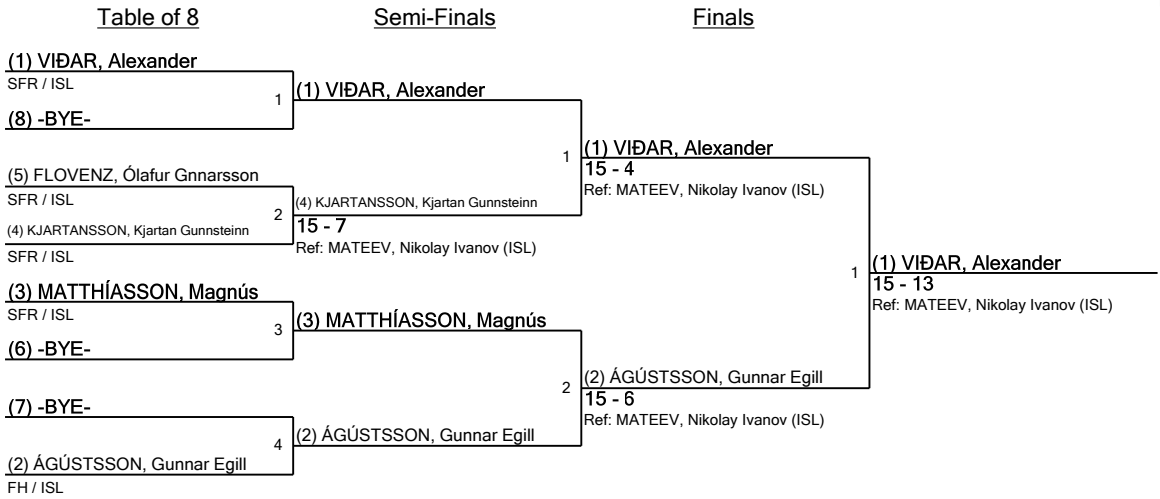 Table of 8
Semi-Finals
Finals
(1) VIÐAR, Alexander
SFR / ISL
1
(8) -BYE-
(5) FLOVENZ, Ólafur Gnnarsson
SFR / ISL
2
(4) KJARTANSSON, Kjartan Gunnsteinn
SFR / ISL
(3) MATTHÍASSON, Magnús
SFR / ISL
3
(6) -BYE-
(7) -BYE-
4
(2) ÁGÚSTSSON, Gunnar Egill
FH / ISL
(1) VIÐAR, Alexander
1
(4) KJARTANSSON, Kjartan Gunnsteinn
15 - 7
Ref: MATEEV, Nikolay Ivanov (ISL)
(3) MATTHÍASSON, Magnús
2
(2) ÁGÚSTSSON, Gunnar Egill
(1) VIÐAR, Alexander
15 - 4
Ref: MATEEV, Nikolay Ivanov (ISL)
1
(2) ÁGÚSTSSON, Gunnar Egill
15 - 6
Ref: MATEEV, Nikolay Ivanov (ISL)
(1) VIÐAR, Alexander
15 - 13
Ref: MATEEV, Nikolay Ivanov (ISL)